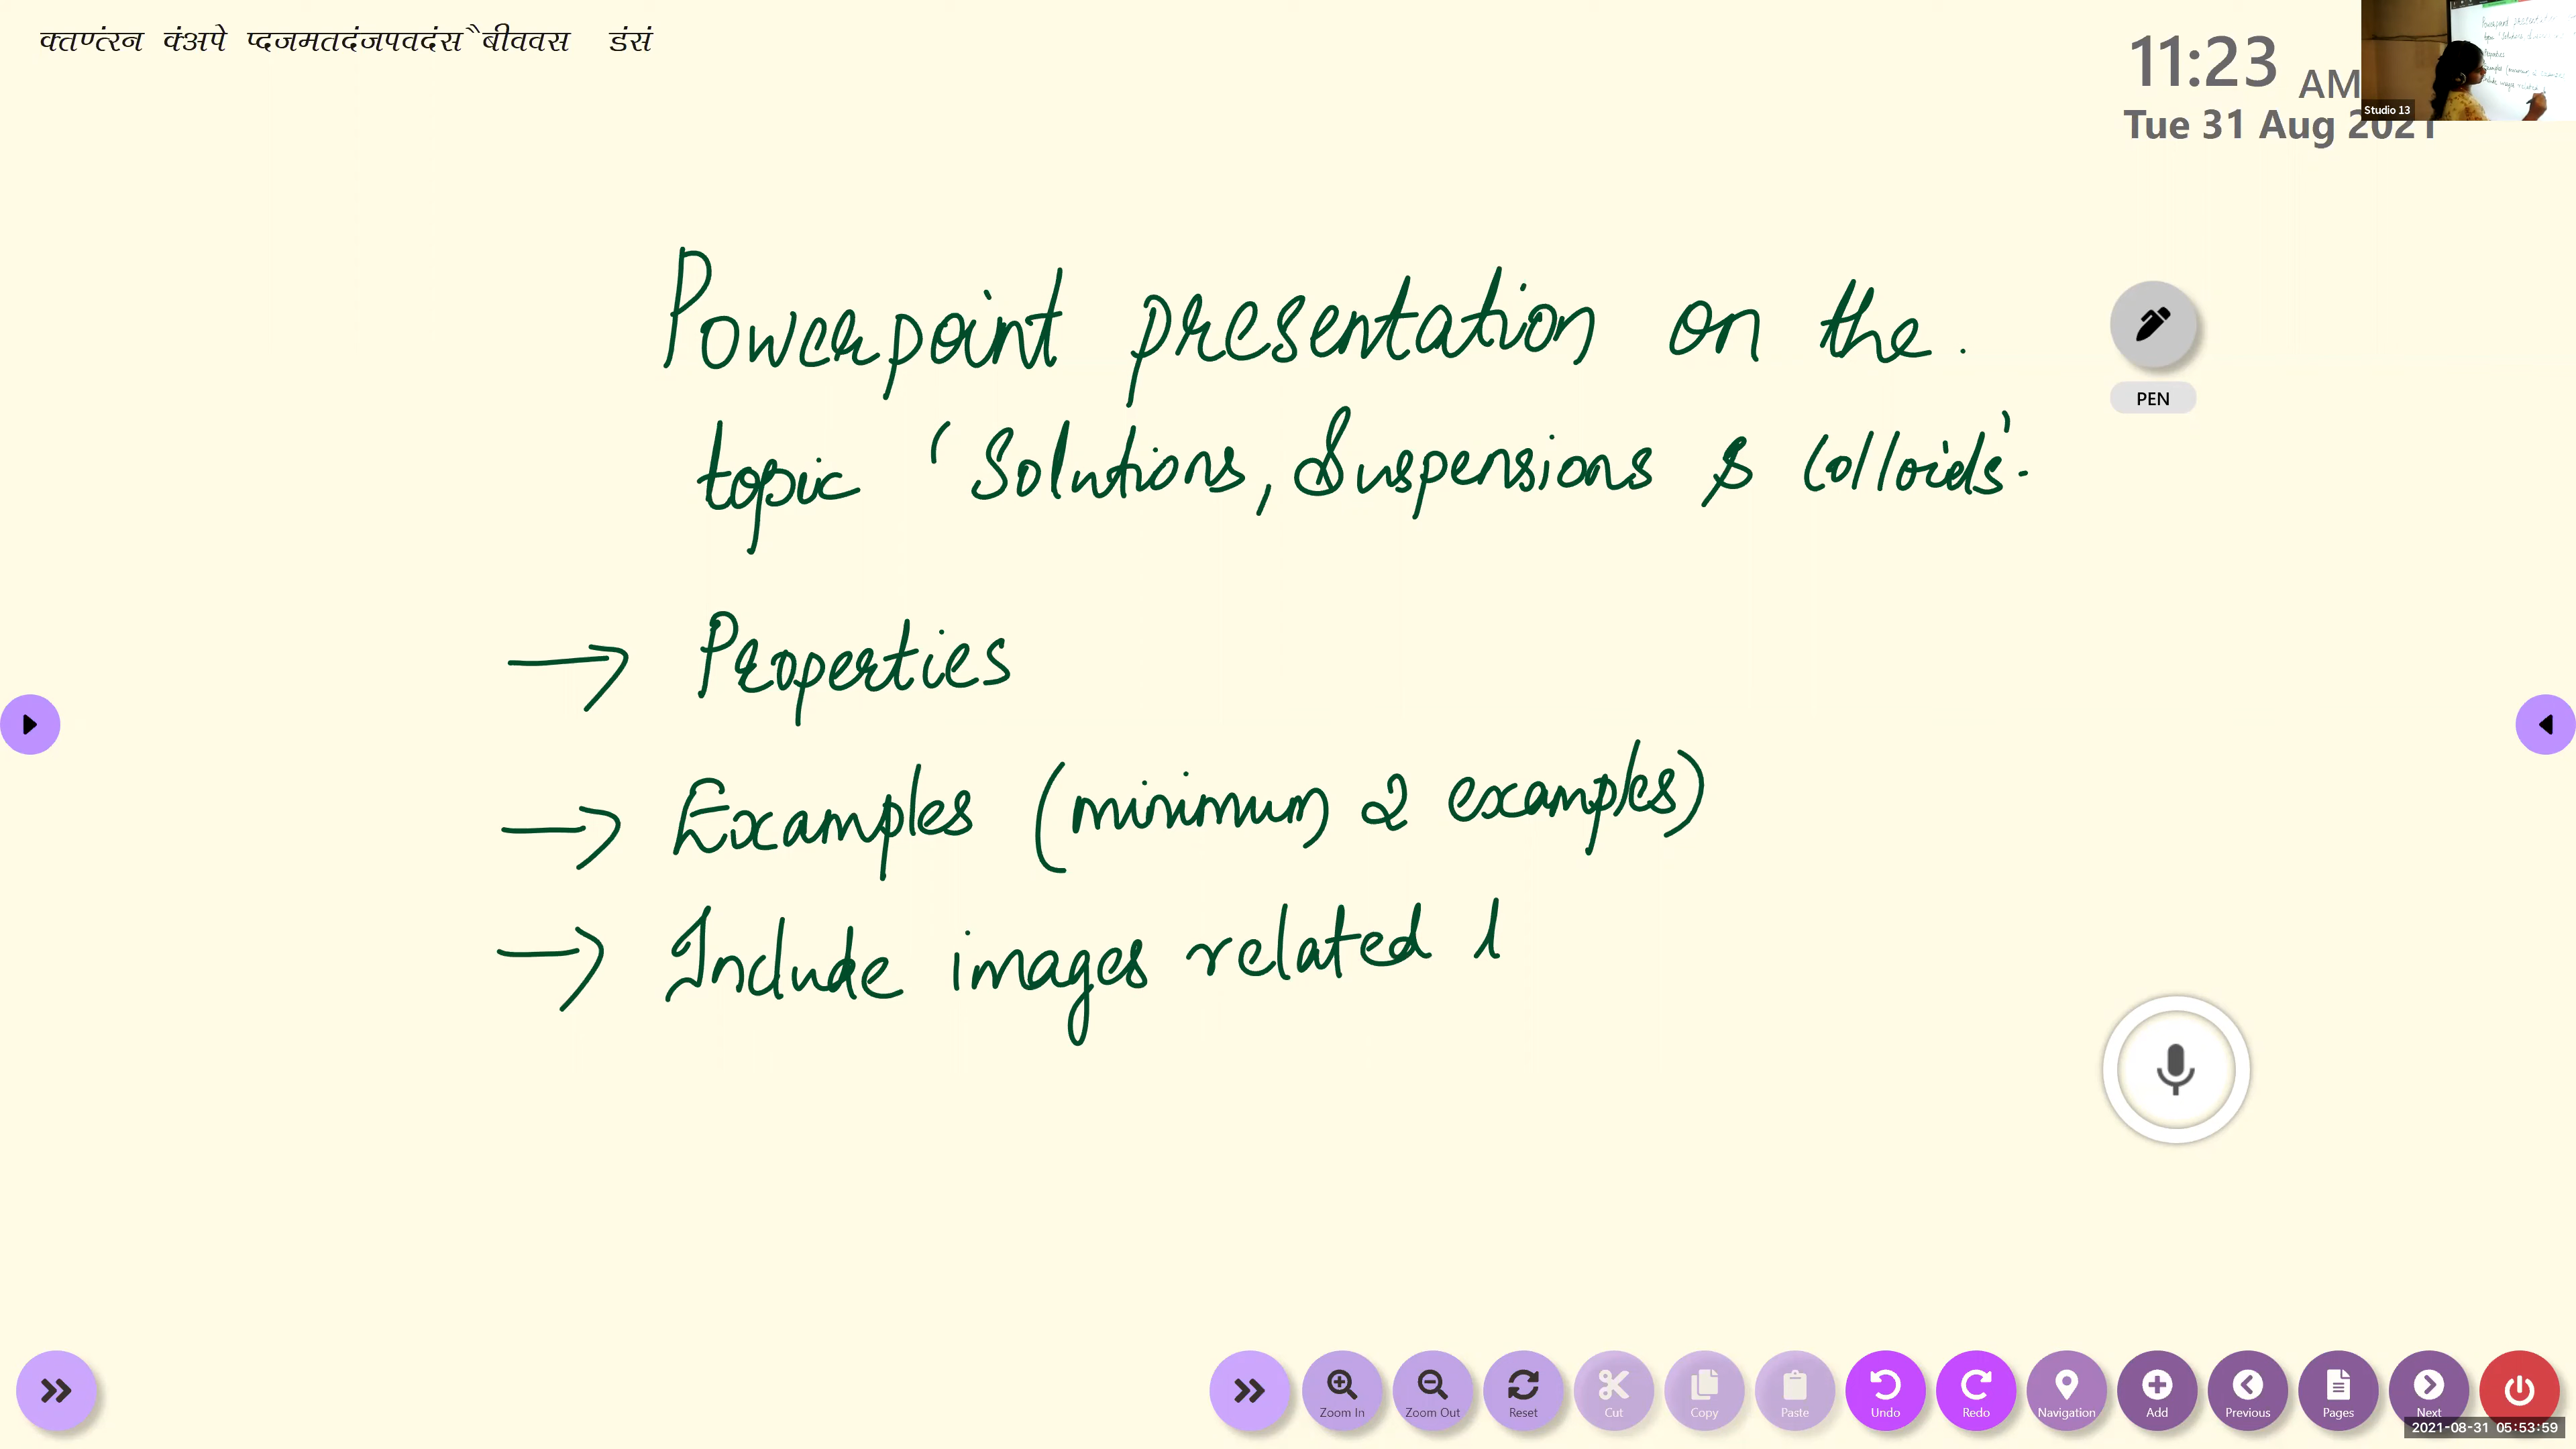 क्तण्तंरन क्ंअपे प्दजमतदंजपवदंस ैबीववस डंसं
11:23 AM
Tue 31 Aug 2021
Studio 13
Powerpoint presentation on the .
topic 'Solutions, Suspensions & Colloids'.
PEN
→ Properties
→ Examples (minimum 2 examples)
→ Include images related
Zoom In Zoom Out Reset Cut Copy Paste Undo Redo Navigation Add Previous Pages Next
2021-08-31 05:53:59